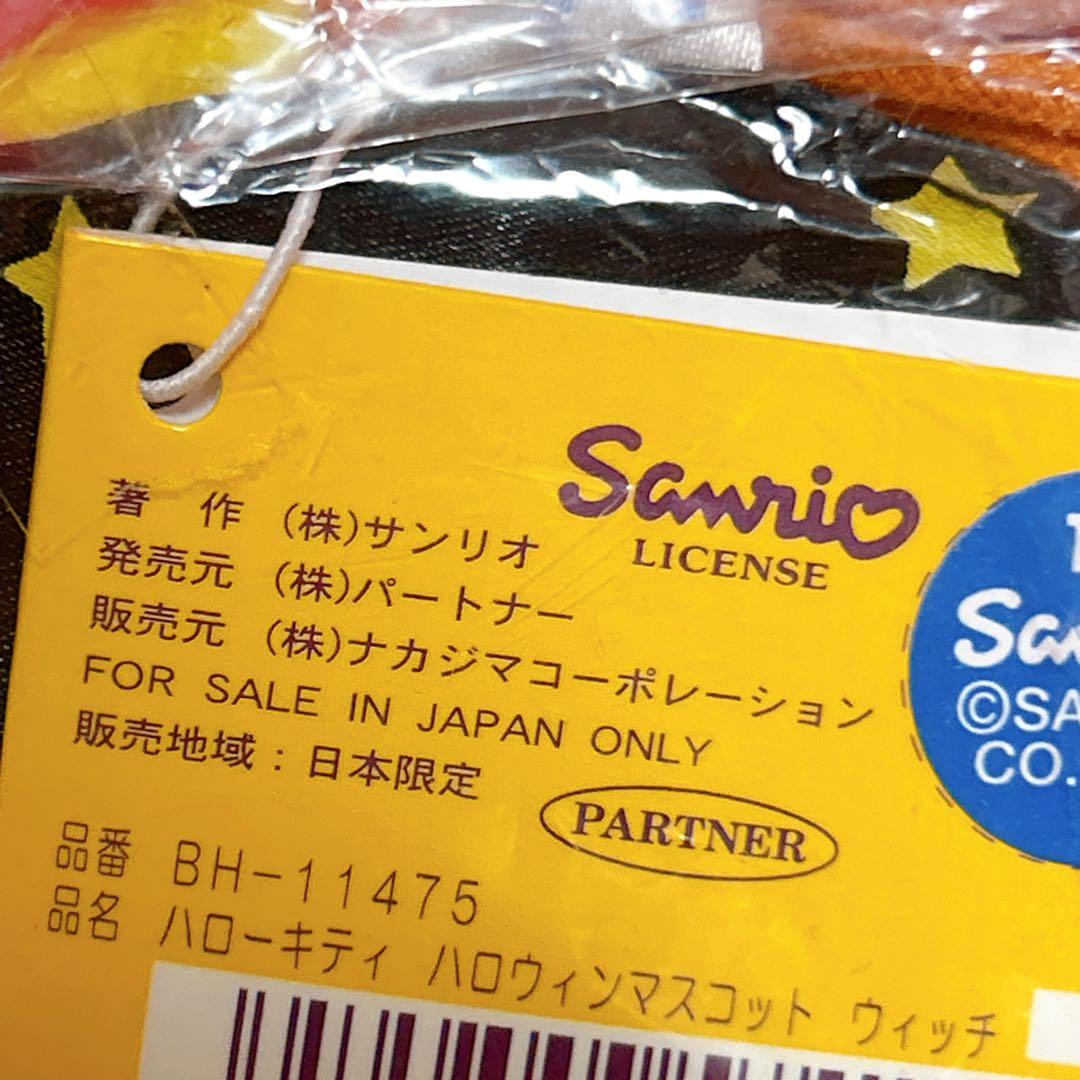 Sanrio
LICENSE
著 作 (株)サンリオ
発売元 (株)パートナー
販売元 (株)ナカジマコーポレーション
FOR SALE IN JAPAN ONLY
販売地域：日本限定
PARTNER
品番 BH-11475
品名 ハローキティ ハロウィンマスコット ウィッチ
©SA
CO.